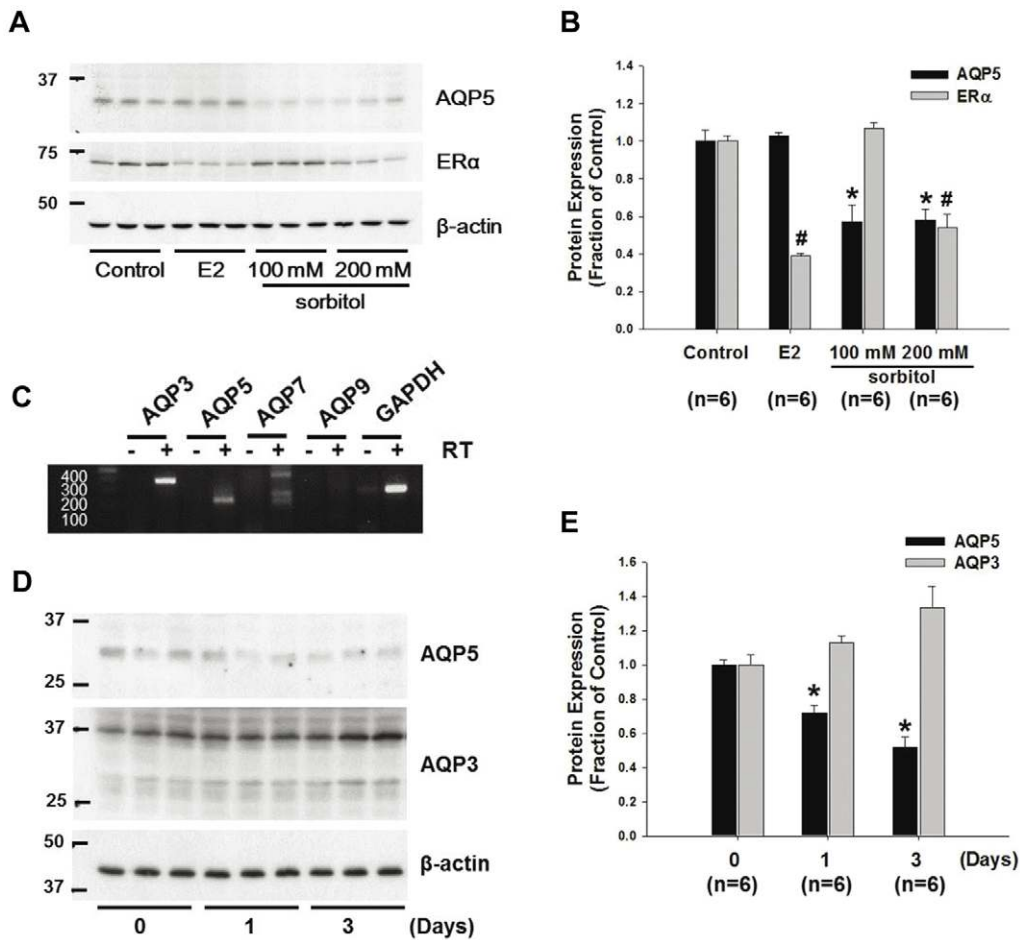 A
37
AQP5
75
ERα
50
β-actin
Control E2 100 mM 200 mM
sorbitol
B
Protein Expression
(Fraction of Control)
1.4
1.2
1.0
0.8
0.6
0.4
0.2
0.0
AQP5
ERα
*
#
*
#
Control E2 100 mM 200 mM
sorbitol
(n=6) (n=6) (n=6) (n=6)
C
AQP3 AQP5 AQP7 AQP9 GAPDH
- + - + - + - + - + RT
400
300
200
100
D
37
AQP5
25
37
AQP3
25
50
β-actin
37
0 1 3 (Days)
E
Protein Expression
(Fraction of Control)
1.6
1.4
1.2
1.0
0.8
0.6
0.4
0.2
0.0
AQP5
AQP3
*
*
0 1 3 (Days)
(n=6) (n=6) (n=6)